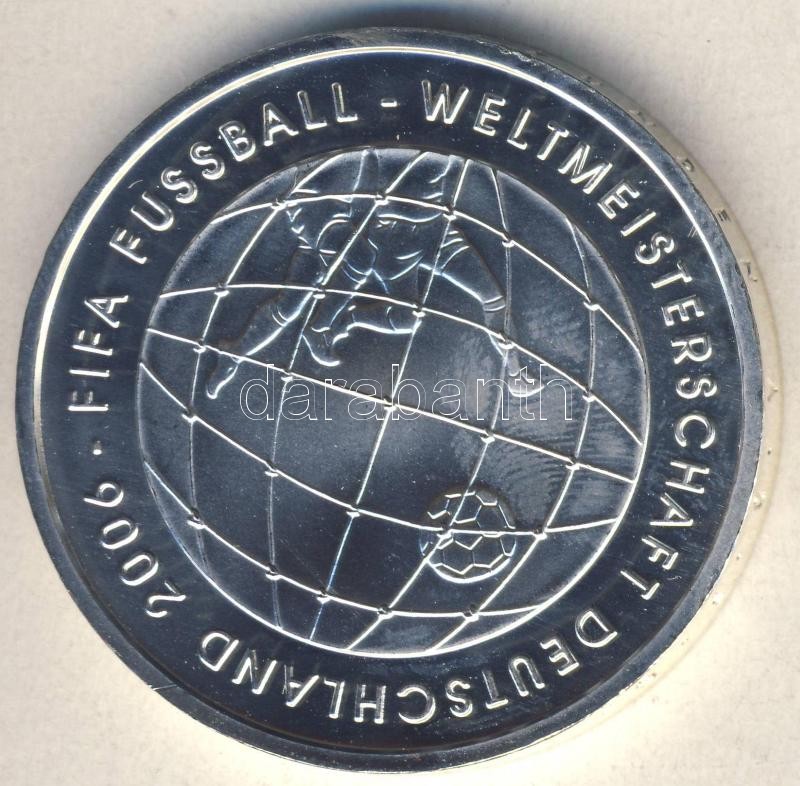 FIFA FUSSBALL - WELTMEISTERSCHAFT DEUTSCHLAND 2006 ·
darabanth